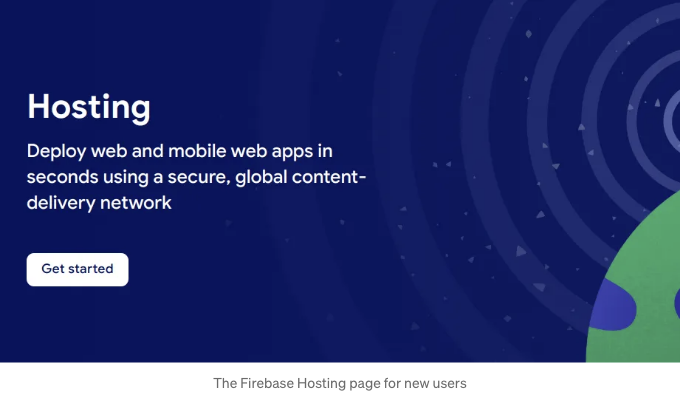 Hosting
Deploy web and mobile web apps in
seconds using a secure, global content-
delivery network
Get started
The Firebase Hosting page for new users